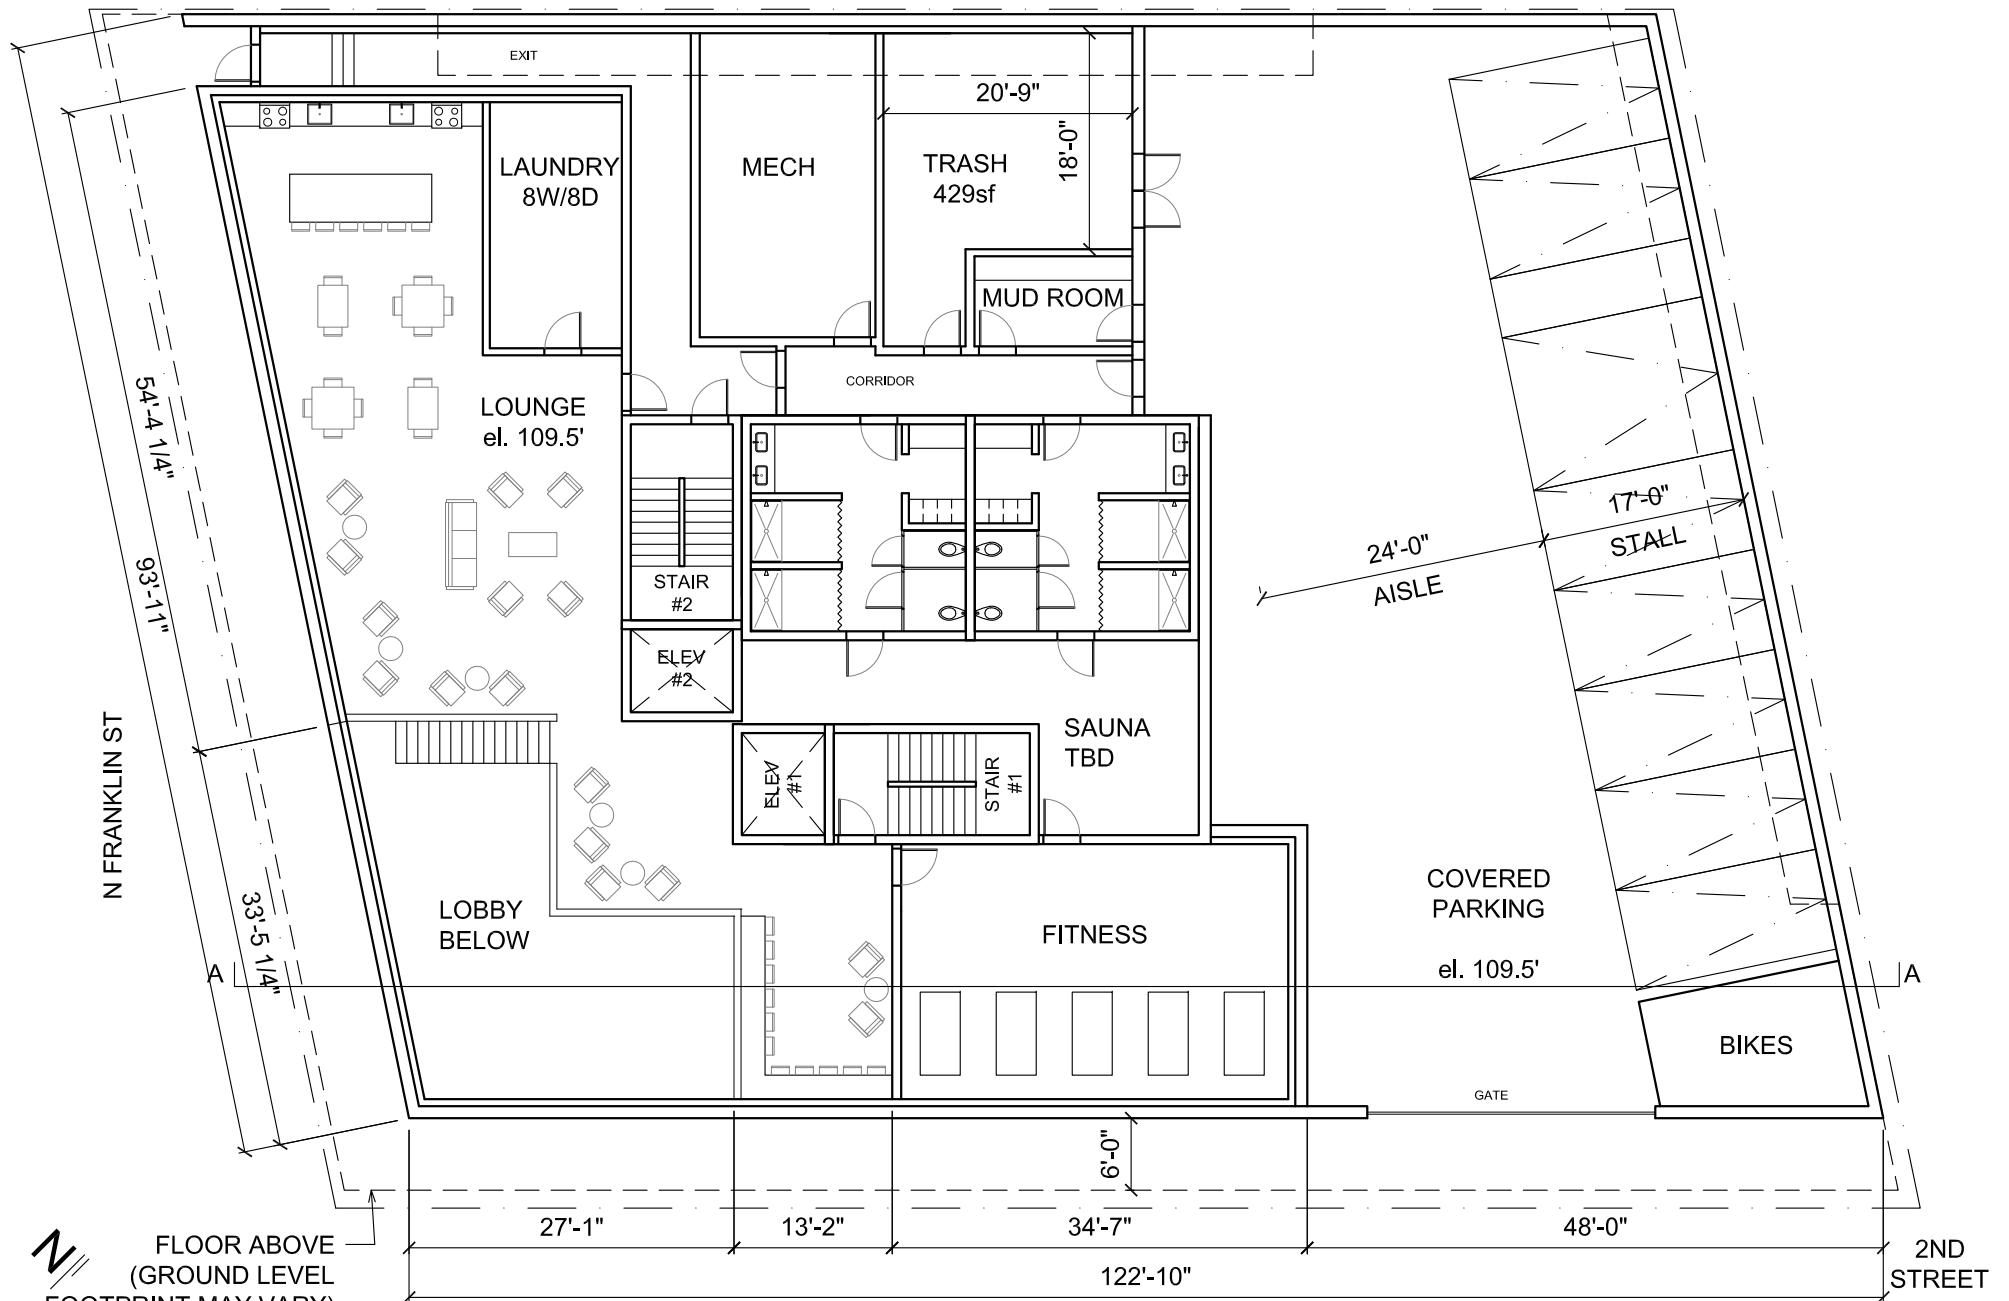 EXIT
20'-9"
18'-0"
LAUNDRY
8W/8D
MECH
TRASH
429sf
MUD ROOM
CORRIDOR
54'-4 1/4"
LOUNGE
el. 109.5'
17'-0"
STALL
24'-0"
AISLE
93'-11"
STAIR
#2
ELEV
#2
N FRANKLIN ST
SAUNA
TBD
ELEV
#1
STAIR
#1
33'-5 1/4"
LOBBY
BELOW
FITNESS
COVERED
PARKING
el. 109.5'
A
A
BIKES
GATE
6'-0"
27'-1"
13'-2"
34'-7"
48'-0"
122'-10"
2ND
STREET
N
FLOOR ABOVE
(GROUND LEVEL
FOOTPRINT MAY VARY)